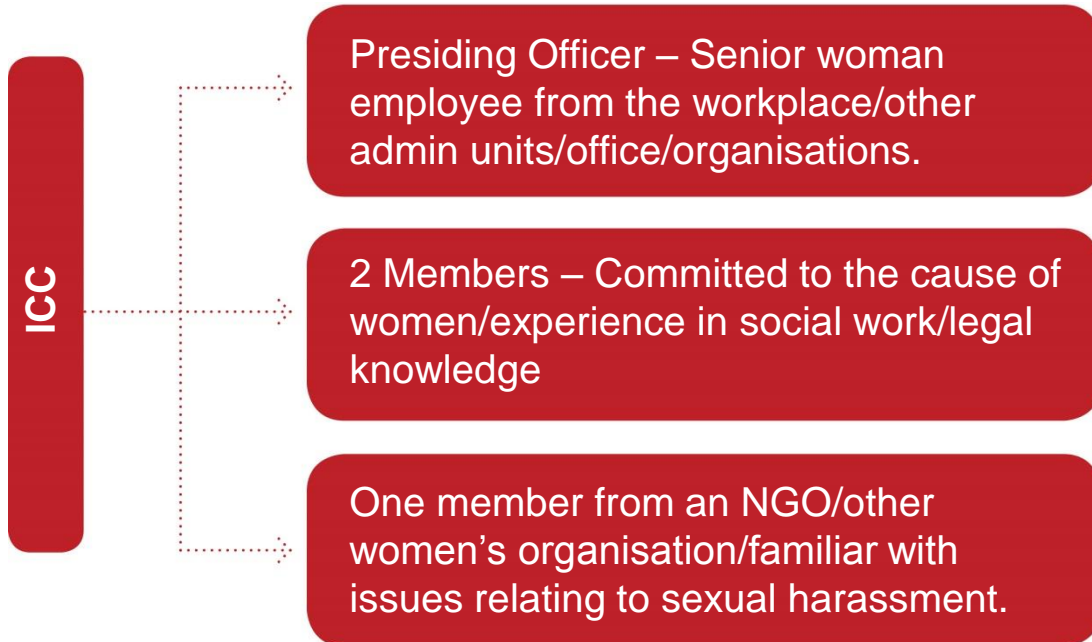 ICC
Presiding Officer – Senior woman
employee from the workplace/other
admin units/office/organisations.
2 Members – Committed to the cause of
women/experience in social work/legal
knowledge
One member from an NGO/other
women’s organisation/familiar with
issues relating to sexual harassment.